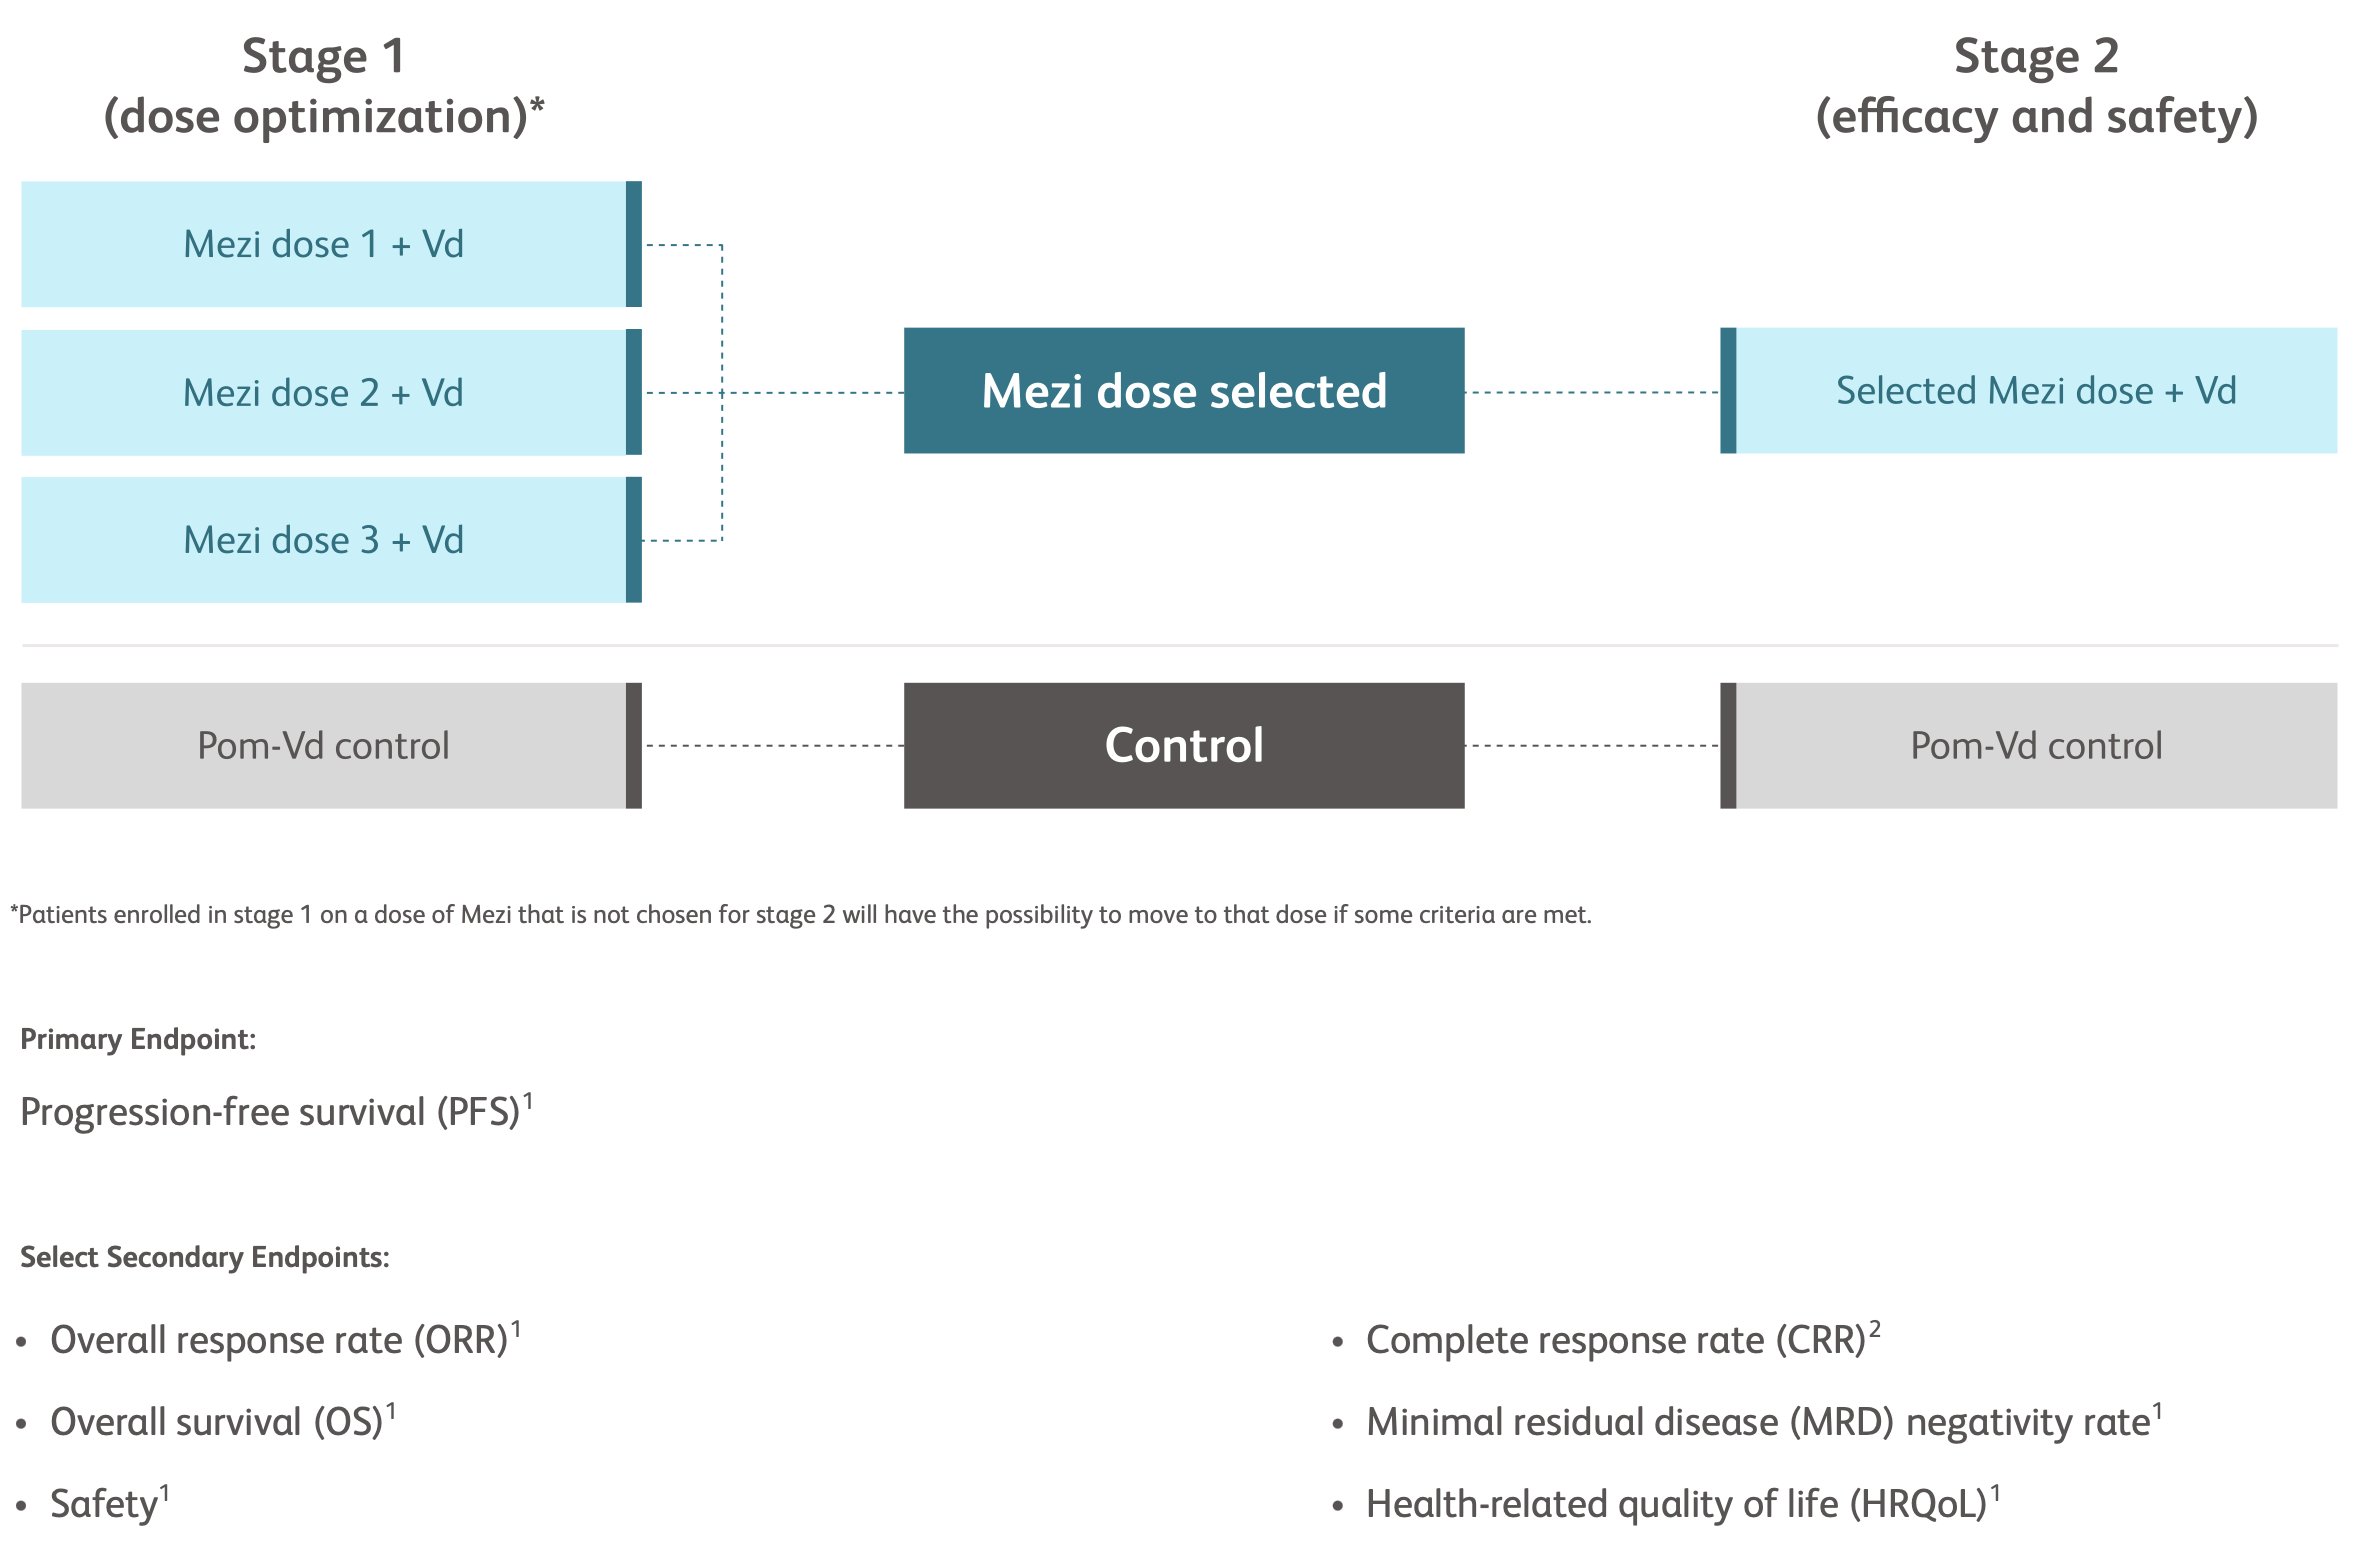 Stage 1
(dose optimization)*
Stage 2
(efficacy and safety)
Mezi dose 1 + Vd
Mezi dose 2 + Vd
Mezi dose 3 + Vd
Mezi dose selected
Selected Mezi dose + Vd
Pom-Vd control
Control
Pom-Vd control
*Patients enrolled in stage 1 on a dose of Mezi that is not chosen for stage 2 will have the possibility to move to that dose if some criteria are met.
Primary Endpoint:
Progression-free survival (PFS)¹
Select Secondary Endpoints:
• Overall response rate (ORR)¹
• Overall survival (OS)¹
• Safety¹
• Complete response rate (CRR)²
• Minimal residual disease (MRD) negativity rate¹
• Health-related quality of life (HRQoL)¹